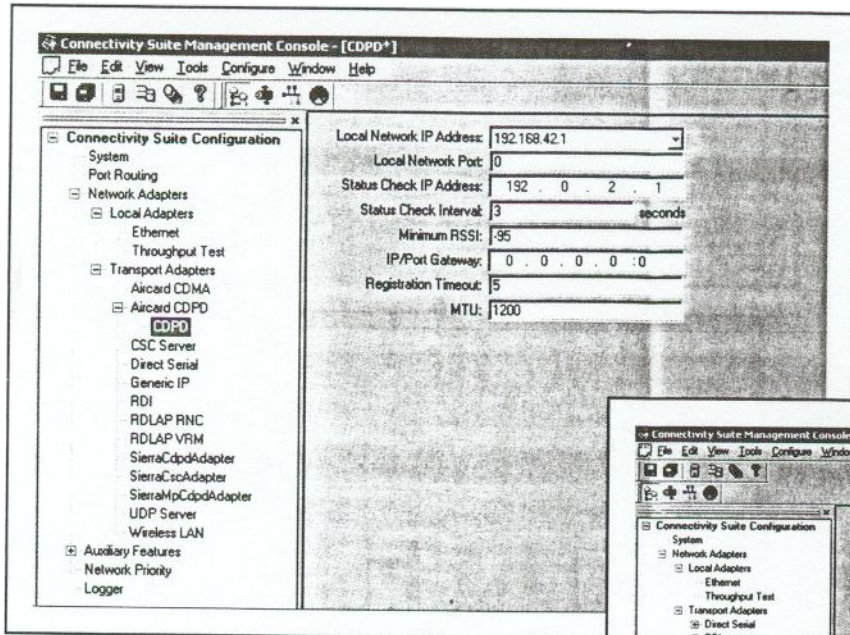 Connectivity Suite Management Console - [CDPD*]
File Edit View Tools Configure Window Help
Connectivity Suite Configuration
System
Port Routing
Network Adapters
Local Adapters
Ethernet
Throughput Test
Transport Adapters
Aircard CDMA
Aircard CDPD
CDPD
CSC Server
Direct Serial
Generic IP
RDI
RDLAP RNC
RDLAP VRM
SierraCdpdAdapter
SierraCscAdapter
SierraMpCdpdAdapter
UDP Server
Wireless LAN
Auxiliary Features
Network Priority
Logger
Local Network IP Address: 192.168.42.1
Local Network Port: 0
Status Check IP Address: 192 . 0 . 2 . 1
Status Check Interval: 3 seconds
Minimum RSSI: -95
IP/Port Gateway: 0 . 0 . 0 . 0 :0
Registration Timeout: 5
MTU: 1200
Connectivity Suite Management Console
File Edit View Tools Configure
Connectivity Suite Configuration
System
Network Adapters
Local Adapters
Ethernet
Throughput Test
Transport Adapters
Direct Serial